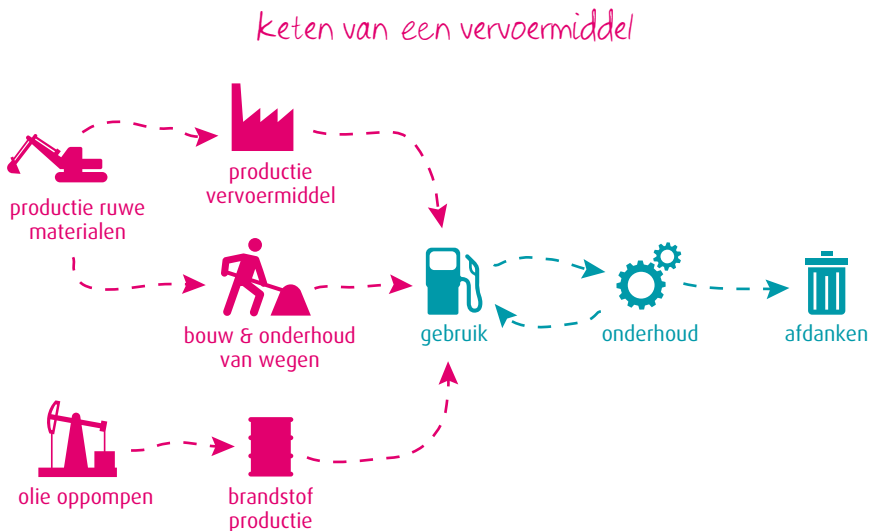 keten van een vervoermiddel
productie
vervoermiddel
productie ruwe
materialen
bouw & onderhoud
van wegen
gebruik
onderhoud
afdanken
olie oppompen
brandstof
productie